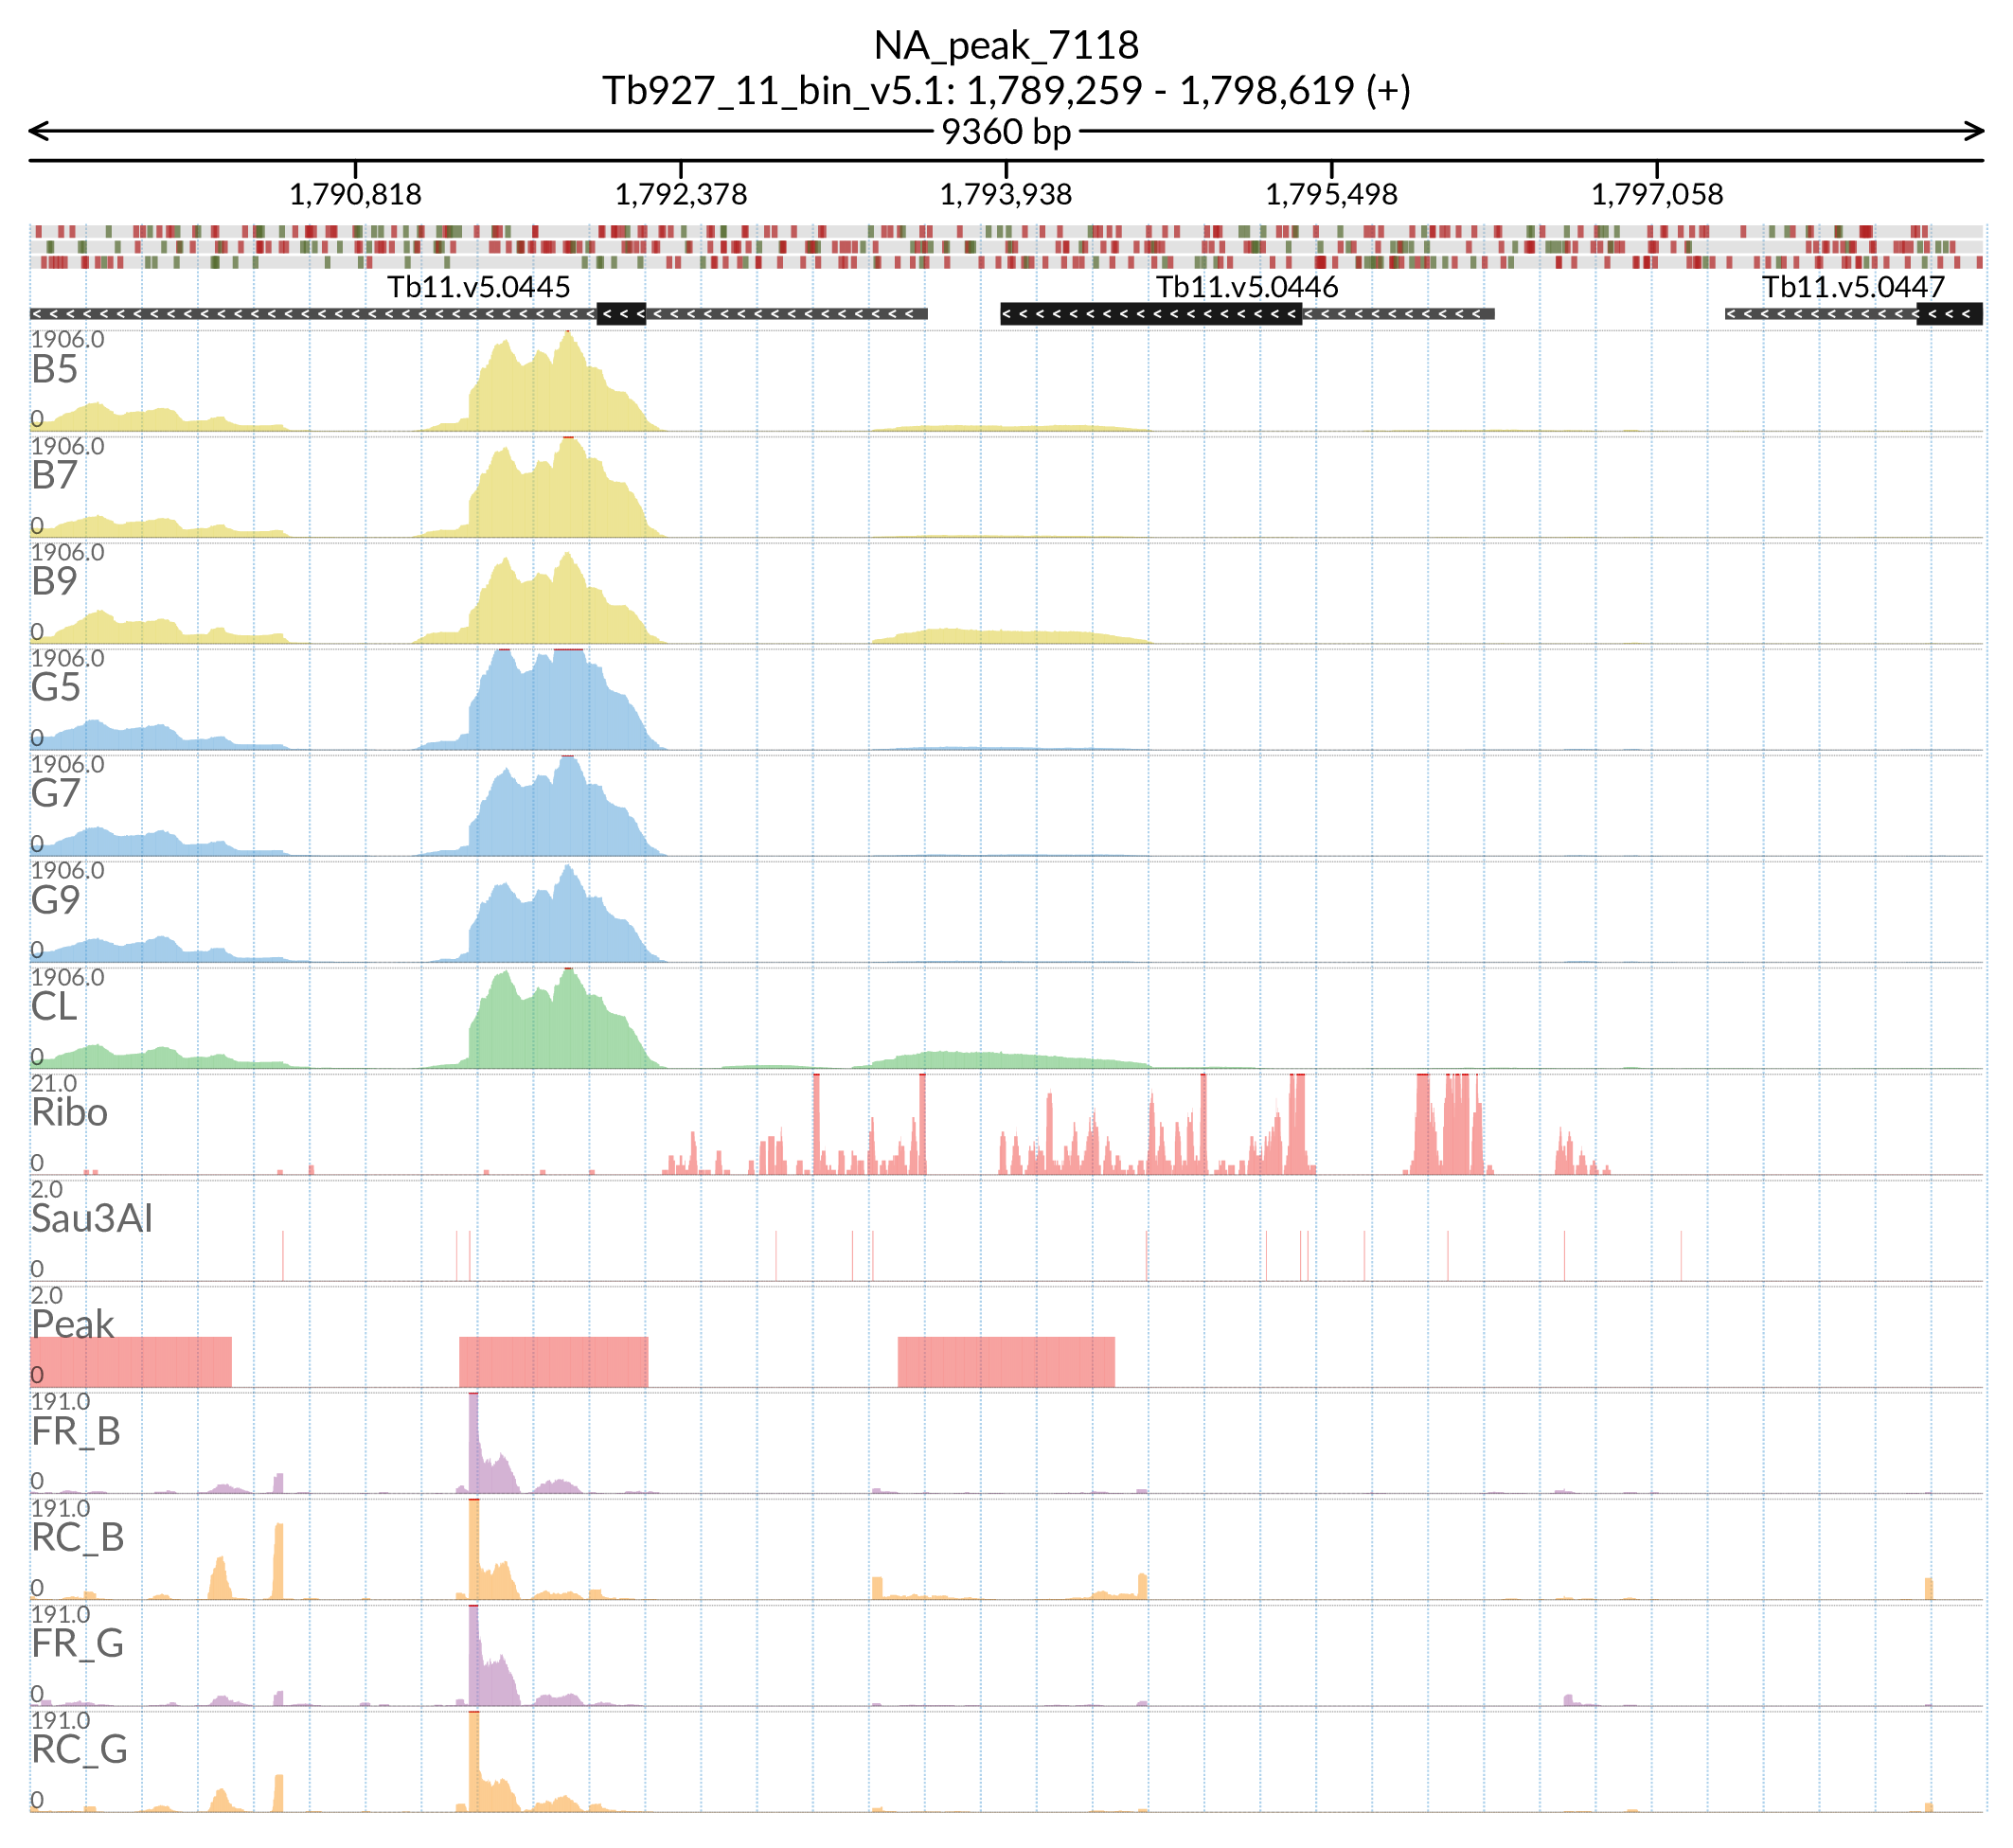 NA_peak_7118
Tb927_11_bin_v5.1: 1,789,259 - 1,798,619 (+)
9360 bp
1,790,818 1,792,378 1,793,938 1,795,498 1,797,058
Tb11.v5.0445 Tb11.v5.0446 Tb11.v5.0447
1906.0
B5
0
1906.0
B7
0
1906.0
B9
0
1906.0
G5
0
1906.0
G7
0
1906.0
G9
0
1906.0
CL
0
21.0
Ribo
0
2.0
Sau3AI
0
2.0
Peak
0
191.0
FR_B
0
191.0
RC_B
0
191.0
FR_G
0
191.0
RC_G
0